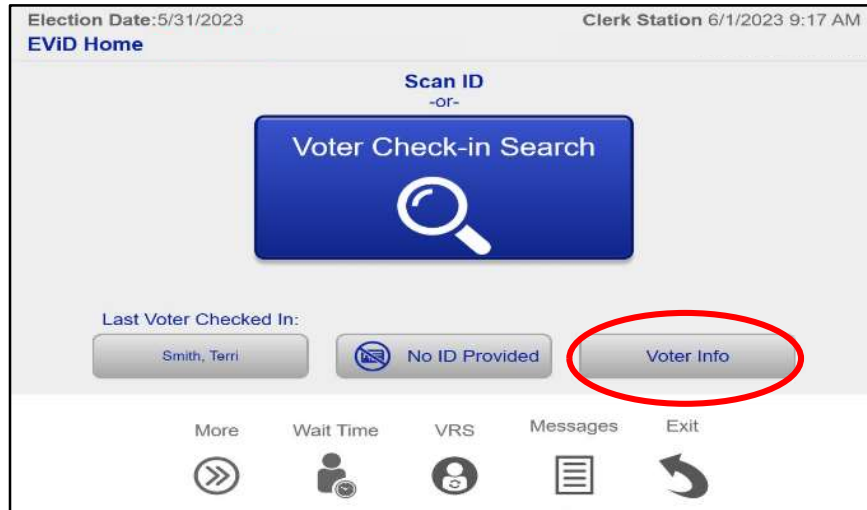 Election Date:5/31/2023
Clerk Station 6/1/2023 9:17 AM
EViD Home
Scan ID
-or-
Voter Check-in Search
Last Voter Checked In:
Smith, Terri
No ID Provided
Voter Info
More
Wait Time
VRS
Messages
Exit